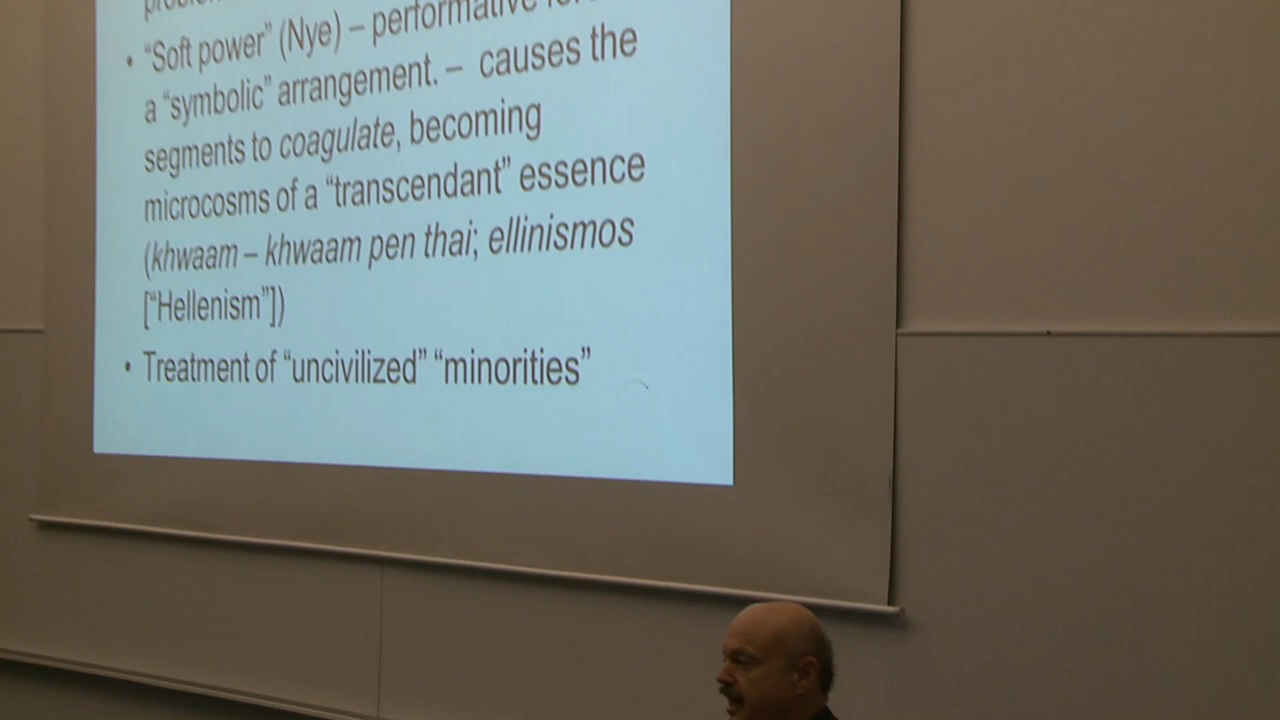 • “Soft power” (Nye) – performative
a “symbolic” arrangement. – causes the
segments to coagulate, becoming
microcosms of a “transcendant” essence
(khwaam – khwaam pen thai; ellinismos
[“Hellenism”])
• Treatment of “uncivilized” “minorities”